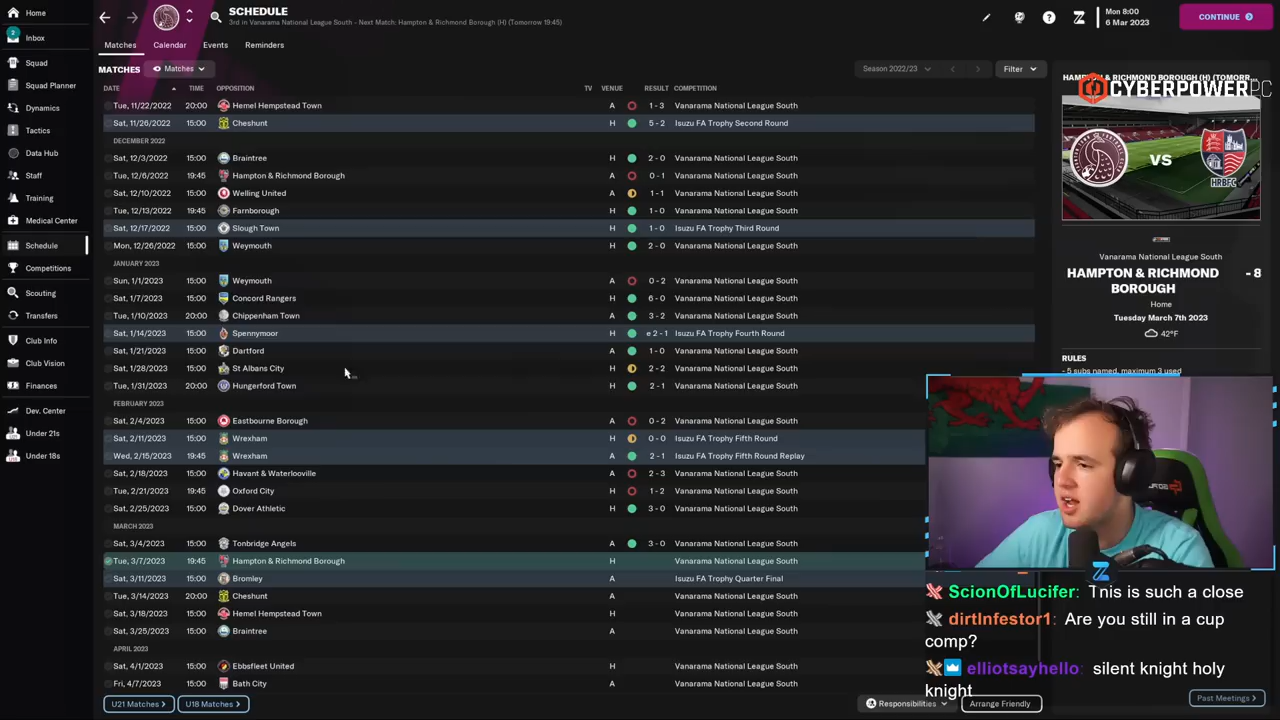 Home
SCHEDULE
3rd in Vanarama National League South - Next Match: Hampton & Richmond Borough (H) (Tomorrow 19:45)
Mon 8:00
6 Mar 2023
CONTINUE
2
Inbox
Squad
Squad Planner
Dynamics
Tactics
Data Hub
Staff
Training
Medical Center
Schedule
Competitions
Scouting
Transfers
Club Info
Club Vision
Finances
Dev. Center
Under 21s
Under 18s
Matches Calendar Events Reminders
MATCHES Matches Season 2022/23 Filter
DATE TIME OPPOSITION TV VENUE RESULT COMPETITION
Tue, 11/22/2022 20:00 Hemel Hempstead Town A 1 - 3 Vanarama National League South
Sat, 11/26/2022 15:00 Cheshunt H 5 - 2 Isuzu FA Trophy Second Round
DECEMBER 2022
Sat, 12/3/2022 15:00 Braintree H 2 - 0 Vanarama National League South
Tue, 12/6/2022 19:45 Hampton & Richmond Borough A 0 - 1 Vanarama National League South
Sat, 12/10/2022 15:00 Welling United A 1 - 1 Vanarama National League South
Tue, 12/13/2022 19:45 Farnborough H 1 - 0 Vanarama National League South
Sat, 12/17/2022 15:00 Slough Town H 1 - 0 Isuzu FA Trophy Third Round
Mon, 12/26/2022 15:00 Weymouth H 2 - 0 Vanarama National League South
JANUARY 2023
Sun, 1/1/2023 15:00 Weymouth A 0 - 2 Vanarama National League South
Sat, 1/7/2023 15:00 Concord Rangers H 6 - 0 Vanarama National League South
Tue, 1/10/2023 20:00 Chippenham Town A 3 - 2 Vanarama National League South
Sat, 1/14/2023 15:00 Spennymoor H e 2 - 1 Isuzu FA Trophy Fourth Round
Sat, 1/21/2023 15:00 Dartford A 1 - 0 Vanarama National League South
Sat, 1/28/2023 15:00 St Albans City H 2 - 2 Vanarama National League South
Tue, 1/31/2023 20:00 Hungerford Town H 2 - 1 Vanarama National League South
FEBRUARY 2023
Sat, 2/4/2023 15:00 Eastbourne Borough A 0 - 2 Vanarama National League South
Sat, 2/11/2023 15:00 Wrexham H 0 - 0 Isuzu FA Trophy Fifth Round
Wed, 2/15/2023 19:45 Wrexham A 2 - 1 Isuzu FA Trophy Fifth Round Replay
Sat, 2/18/2023 15:00 Havant & Waterlooville A 2 - 3 Vanarama National League South
Tue, 2/21/2023 19:45 Oxford City H 1 - 2 Vanarama National League South
Sat, 2/25/2023 15:00 Dover Athletic H 3 - 0 Vanarama National League South
MARCH 2023
Sat, 3/4/2023 15:00 Tonbridge Angels A 3 - 0 Vanarama National League South
Tue, 3/7/2023 19:45 Hampton & Richmond Borough H Vanarama National League South
Sat, 3/11/2023 15:00 Bromley A Isuzu FA Trophy Quarter Final
Tue, 3/14/2023 20:00 Cheshunt A Vanarama National League South
Sat, 3/18/2023 15:00 Hemel Hempstead Town H Vanarama National League South
Sat, 3/25/2023 15:00 Braintree A Vanarama National League South
APRIL 2023
Sat, 4/1/2023 15:00 Ebbsfleet United H Vanarama National League South
Fri, 4/7/2023 15:00 Bath City A Vanarama National League South
U21 Matches U18 Matches Responsibilities Arrange Friendly Past Meetings
HAMPTON & RICHMOND BOROUGH (H) (TOMORR...
CYBERPOWERPC
VS
HRBFC
Vanarama National League South
HAMPTON & RICHMOND BOROUGH - 8
Home
Tuesday March 7th 2023
42°F
RULES
- 5 subs named, maximum 3 used
ScionOfLucifer: This is such a close
dirtInfestor1: Are you still in a cup
comp?
elliotsayhello: silent knight holy
knight